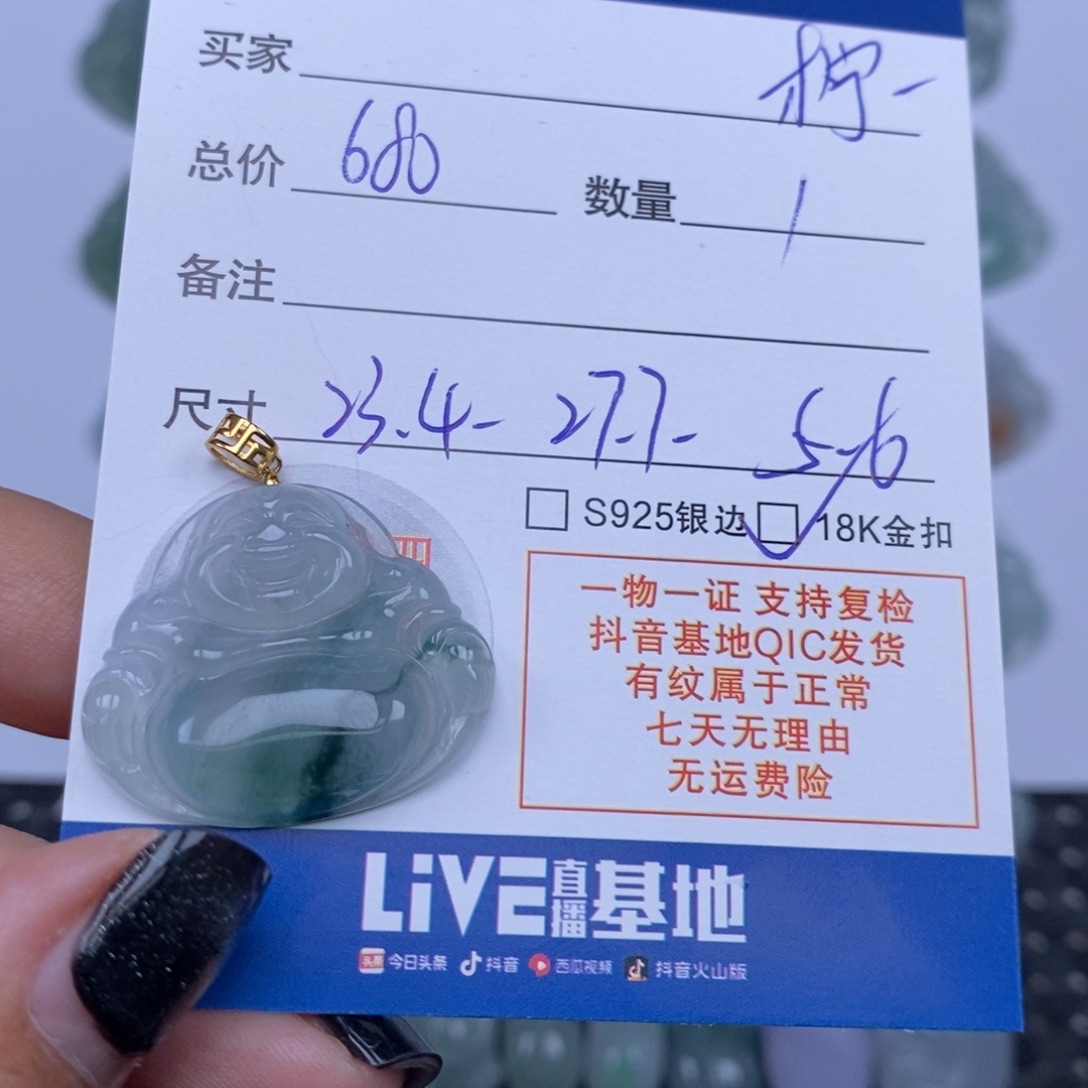 买家 柠一
总价 680 数量 1
备注
尺寸 23.4- 27.7- 5.6
S925银边 18K金扣
一物一证 支持复检
抖音基地QIC发货
有纹属于正常
七天无理由
无运费险
LiVE直播基地
头条 今日头条 抖音 西瓜视频 抖音火山版